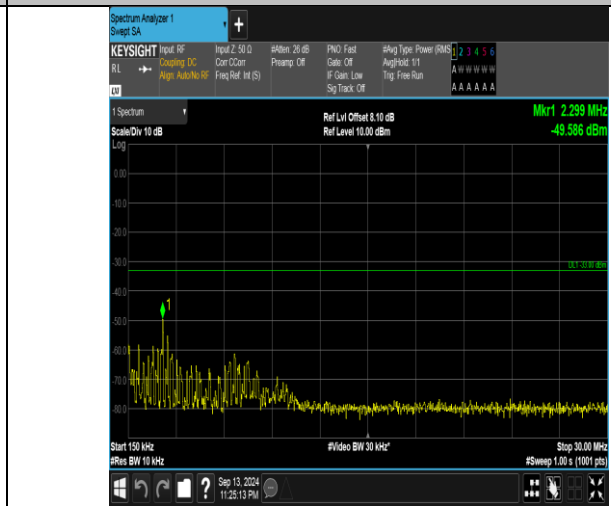 Spectrum Analyzer 1
Swept SA
+
KEYSIGHT Input: RF Input Z: 50 Ω #Atten: 26 dB PNO: Fast #Avg Type: Power (RMS 1 2 3 4 5 6
RL Coupling: DC Corr CCorr Preamp: Off Gate: Off Avg|Hold: 1/1 A W W W W W
Align: Auto/No RF Freq Ref: Int (S) IF Gain: Low Trig: Free Run
LXI Sig Track: Off A A A A A A
1 Spectrum Ref Lvl Offset 8.10 dB Mkr1 2.299 MHz
Scale/Div 10 dB Ref Level 10.00 dBm -49.586 dBm
Log
0.00
-10.0
-20.0
-30.0 DL1 -33.00 dBm
-40.0
1
-50.0
-60.0
-70.0
-80.0
Start 150 kHz #Video BW 30 kHz* Stop 30.00 MHz
#Res BW 10 kHz #Sweep 1.00 s (1001 pts)
? Sep 13, 2024
11:25:13 PM